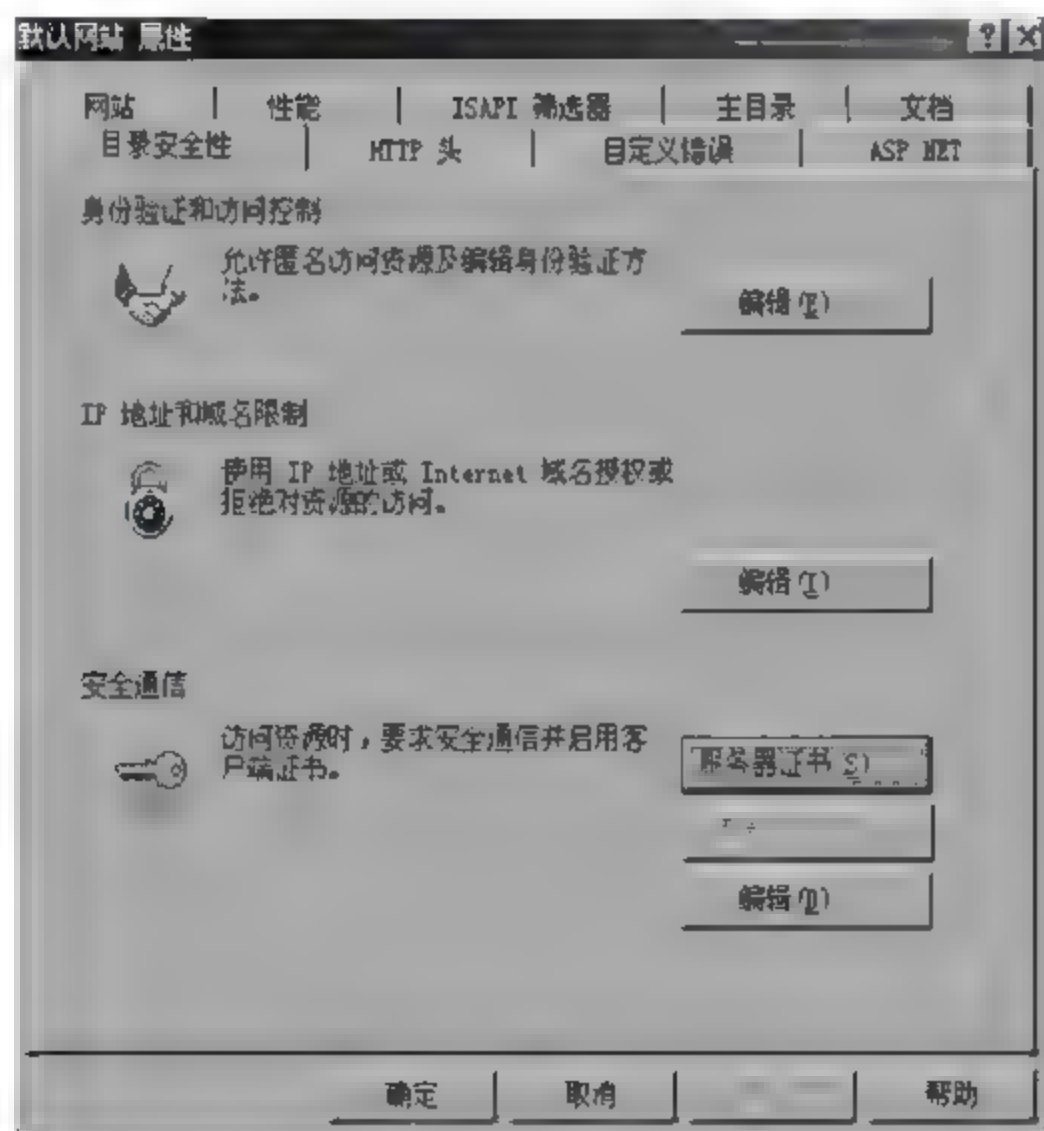 默认网站 属性
网站 性能 ISAPI 筛选器 主目录 文档
目录安全性 HTTP 头 自定义错误 ASP.NET
身份验证和访问控制
允许匿名访问资源及编辑身份验证方
法。
编辑(E)
IP 地址和域名限制
使用 IP 地址或 Internet 域名授权或
拒绝对资源的访问。
编辑(I)
安全通信
访问资源时,要求安全通信并启用客
户端证书。
服务器证书(S)
编辑(D)
确定 取消 帮助